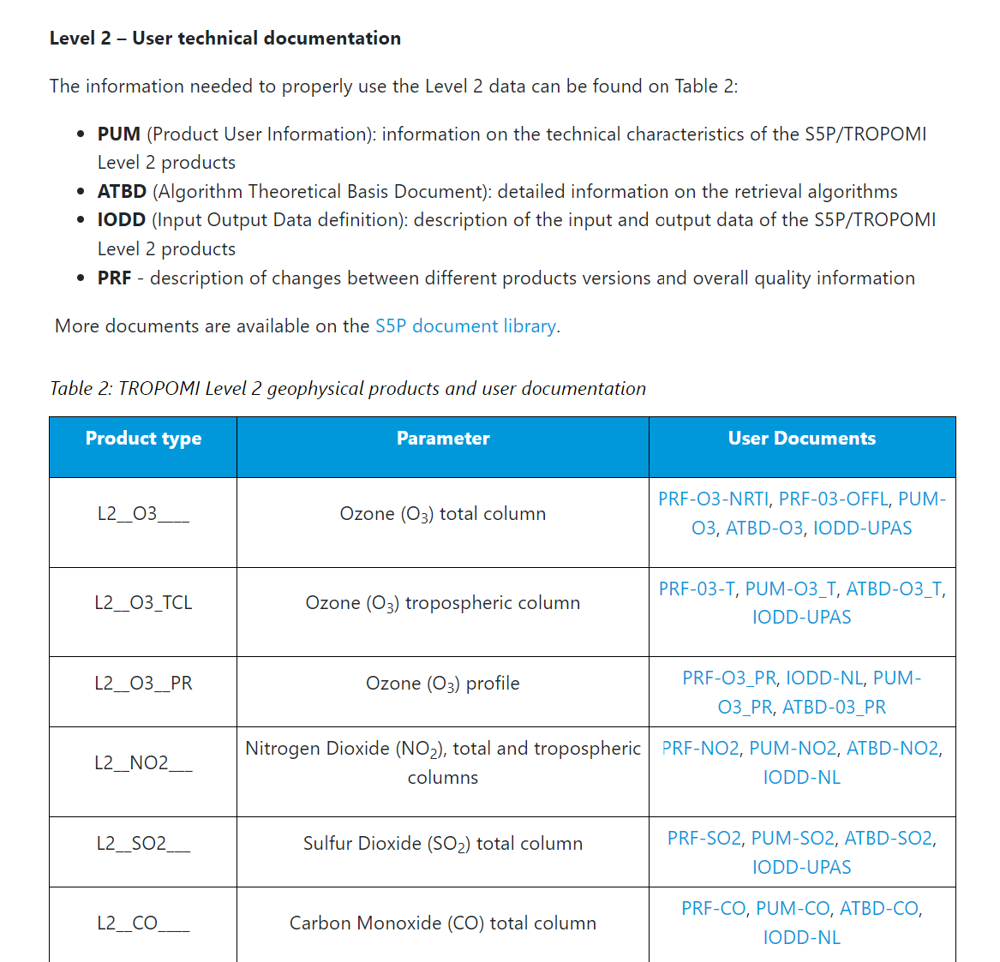 Level 2 – User technical documentation
The information needed to properly use the Level 2 data can be found on Table 2:
• PUM (Product User Information): information on the technical characteristics of the S5P/TROPOMI
Level 2 products
• ATBD (Algorithm Theoretical Basis Document): detailed information on the retrieval algorithms
• IODD (Input Output Data definition): description of the input and output data of the S5P/TROPOMI
Level 2 products
• PRF - description of changes between different products versions and overall quality information
More documents are available on the S5P document library.
Table 2: TROPOMI Level 2 geophysical products and user documentation
Product type Parameter User Documents
L2__O3____ Ozone (O₃) total column PRF-O3-NRTI, PRF-03-OFFL, PUM-
O3, ATBD-O3, IODD-UPAS
L2__O3_TCL Ozone (O₃) tropospheric column PRF-03-T, PUM-O3_T, ATBD-O3_T,
IODD-UPAS
L2__O3__PR Ozone (O₃) profile PRF-O3_PR, IODD-NL, PUM-
O3_PR, ATBD-03_PR
L2__NO2___ Nitrogen Dioxide (NO₂), total and tropospheric
columns PRF-NO2, PUM-NO2, ATBD-NO2,
IODD-NL
L2__SO2___ Sulfur Dioxide (SO₂) total column PRF-SO2, PUM-SO2, ATBD-SO2,
IODD-UPAS
L2__CO____ Carbon Monoxide (CO) total column PRF-CO, PUM-CO, ATBD-CO,
IODD-NL